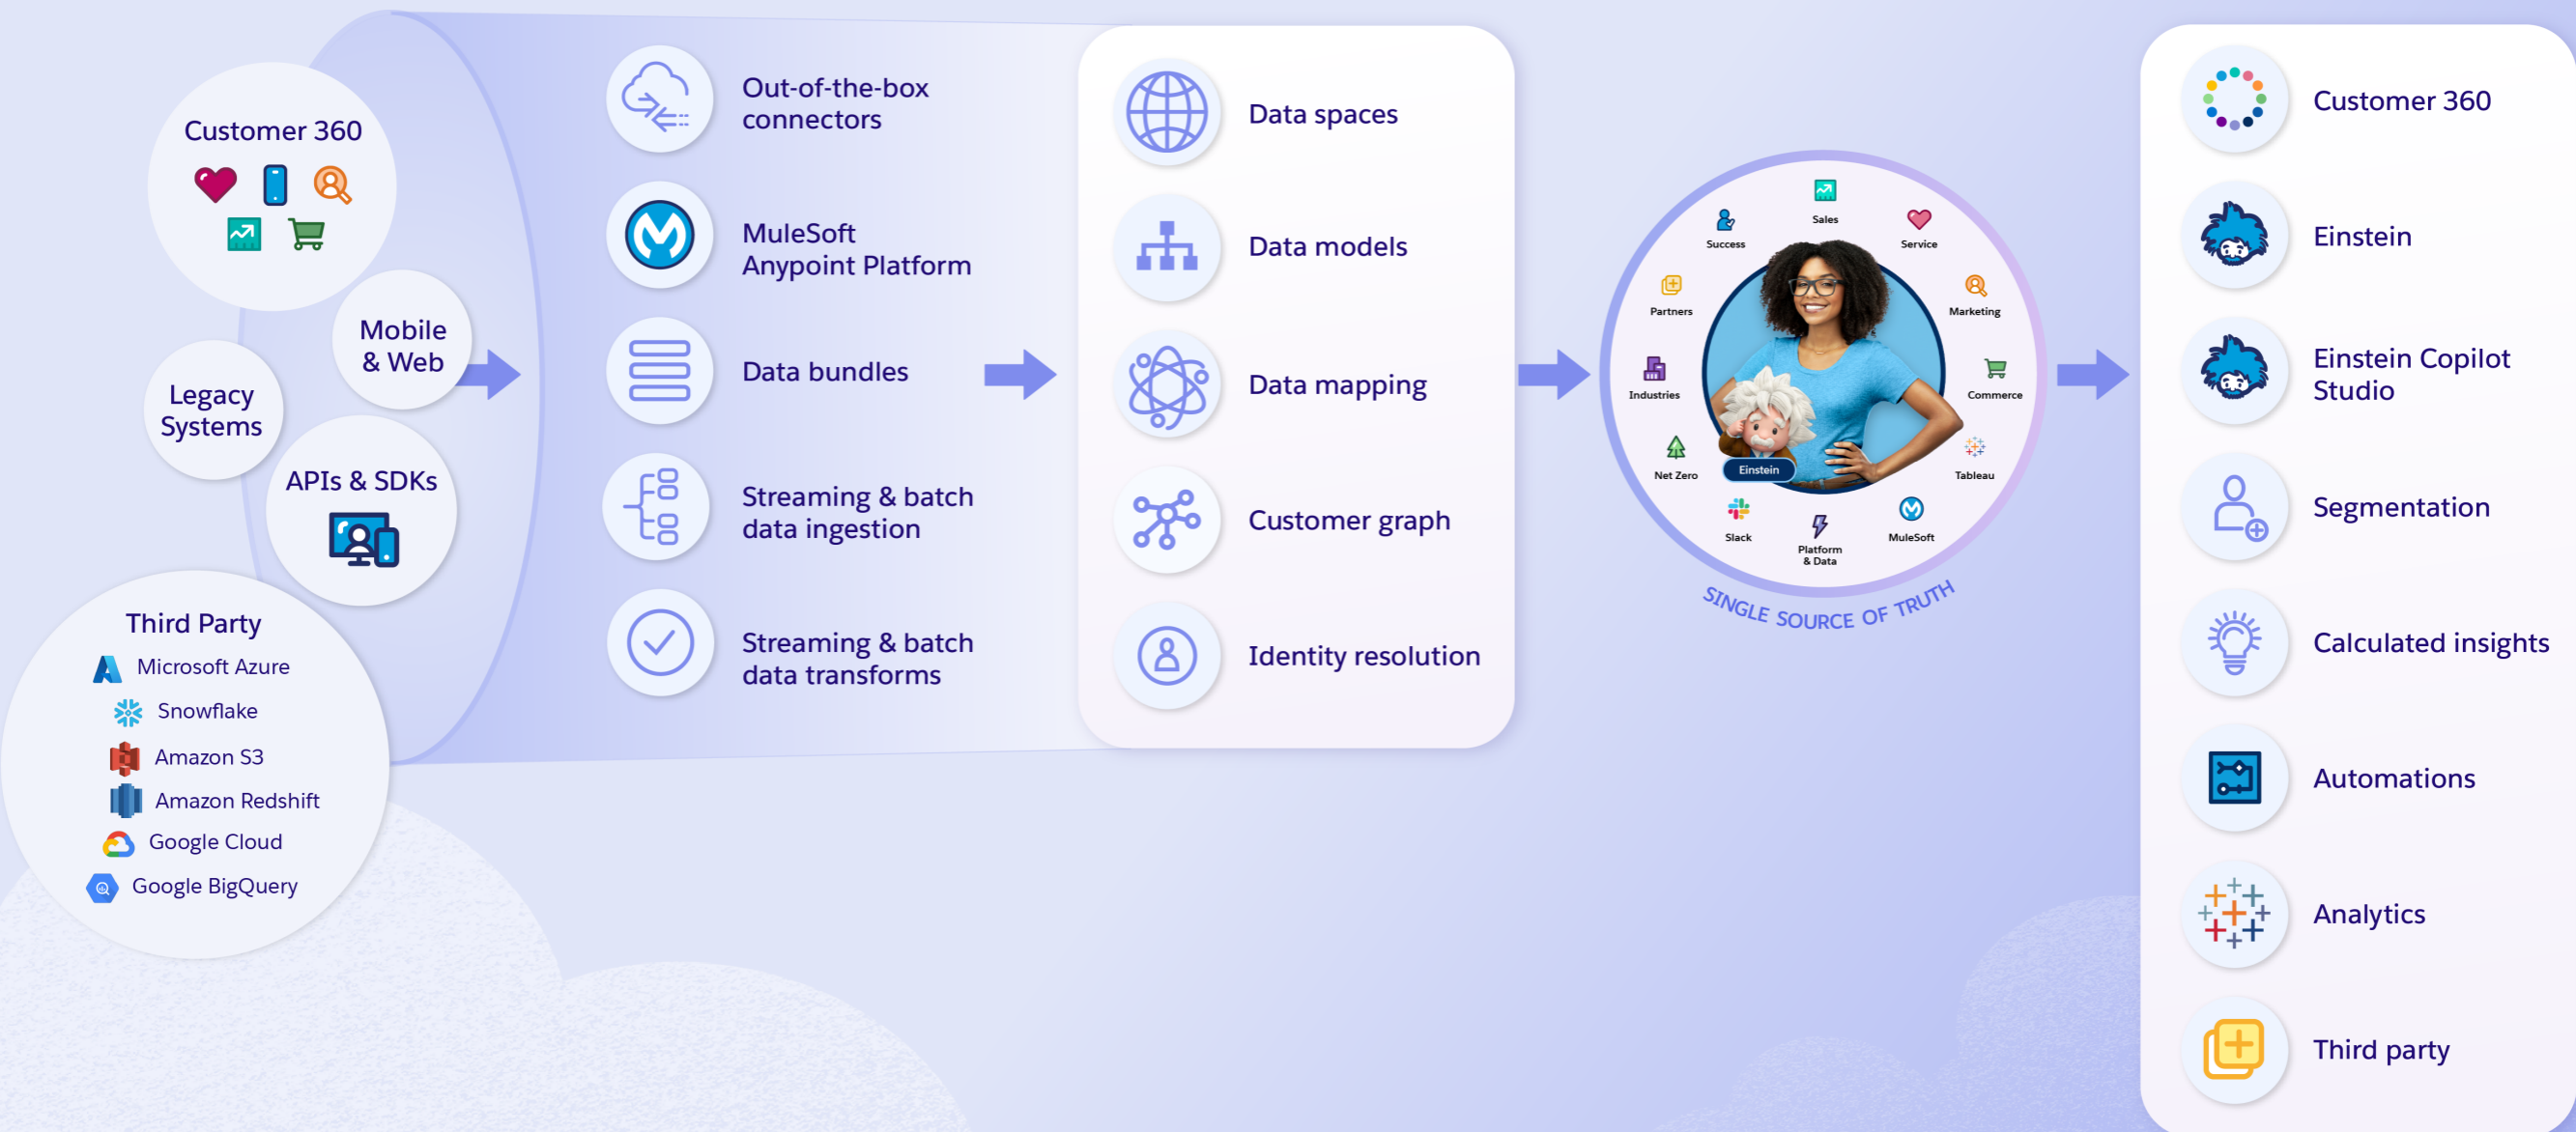 Customer 360
Mobile
& Web
Legacy
Systems
APIs & SDKs
Third Party
Microsoft Azure
Snowflake
Amazon S3
Amazon Redshift
Google Cloud
Google BigQuery
Out-of-the-box
connectors
MuleSoft
Anypoint Platform
Data bundles
Streaming & batch
data ingestion
Streaming & batch
data transforms
Data spaces
Data models
Data mapping
Customer graph
Identity resolution
Sales
Service
Marketing
Commerce
Tableau
MuleSoft
Platform
& Data
Slack
Net Zero
Industries
Partners
Success
Einstein
SINGLE SOURCE OF TRUTH
Customer 360
Einstein
Einstein Copilot
Studio
Segmentation
Calculated insights
Automations
Analytics
Third party